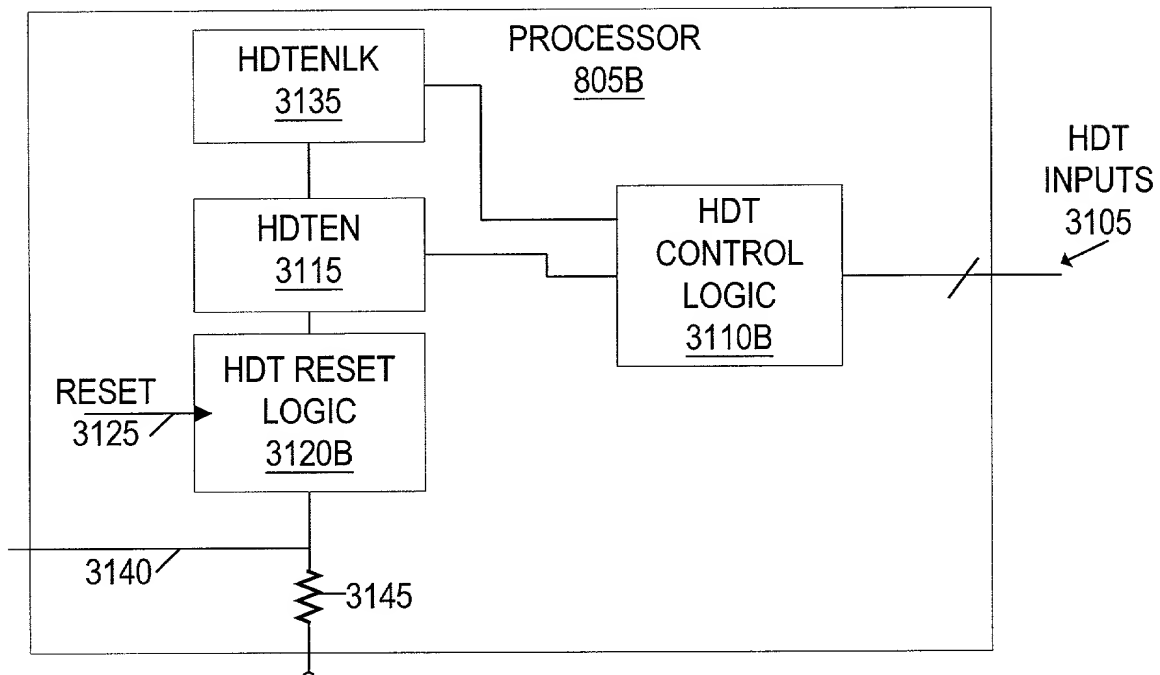 PROCESSOR
805B
HDTENLK
3135
HDTEN
3115
HDT
CONTROL
LOGIC
3110B
HDT
INPUTS
3105
RESET
3125
HDT RESET
LOGIC
3120B
3140
3145